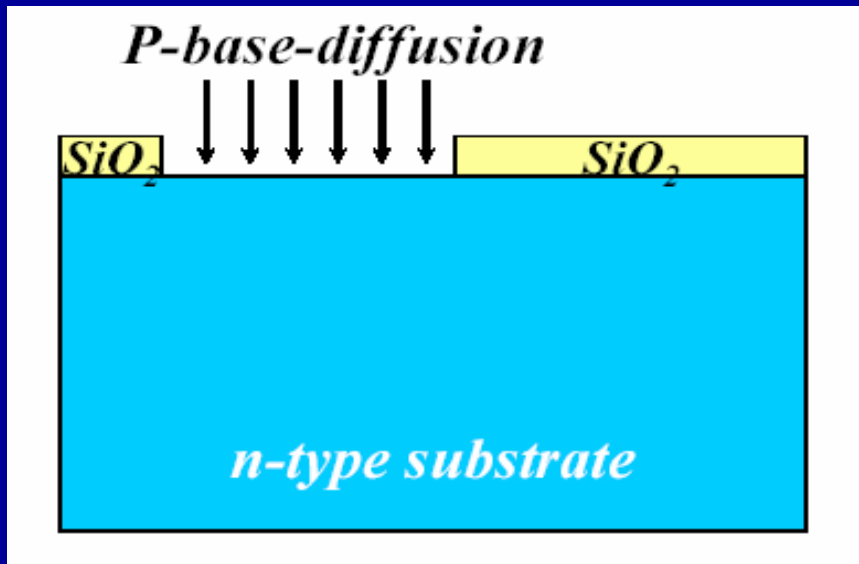 P-base-diffusion
SiO₂ SiO₂
n-type substrate